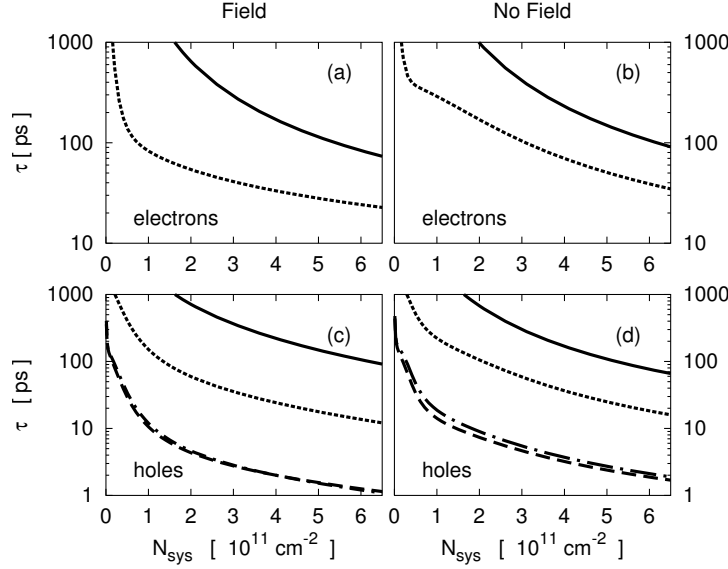 Field No Field
1000 (a) (b) 1000
τ [ ps] 100 100 τ [ ps]
electrons electrons
10 10
0 1 2 3 4 5 6 0 1 2 3 4 5 6
1000 (c) (d) 1000
100 100
τ [ ps] 10 10 τ [ ps]
holes holes
1 1
0 1 2 3 4 5 6 0 1 2 3 4 5 6
N_sys [ 10^11 cm^-2 ] N_sys [ 10^11 cm^-2 ]